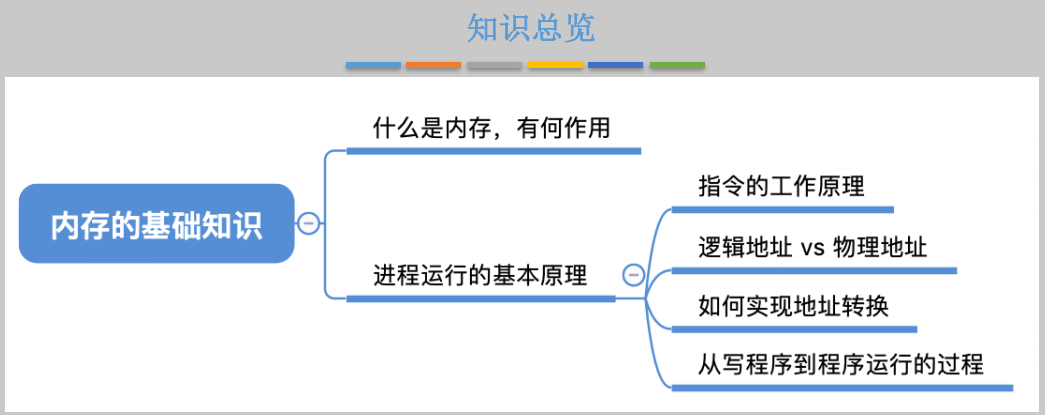 知识总览
什么是内存，有何作用
内存的基础知识
进程运行的基本原理
指令的工作原理
逻辑地址 vs 物理地址
如何实现地址转换
从写程序到程序运行的过程